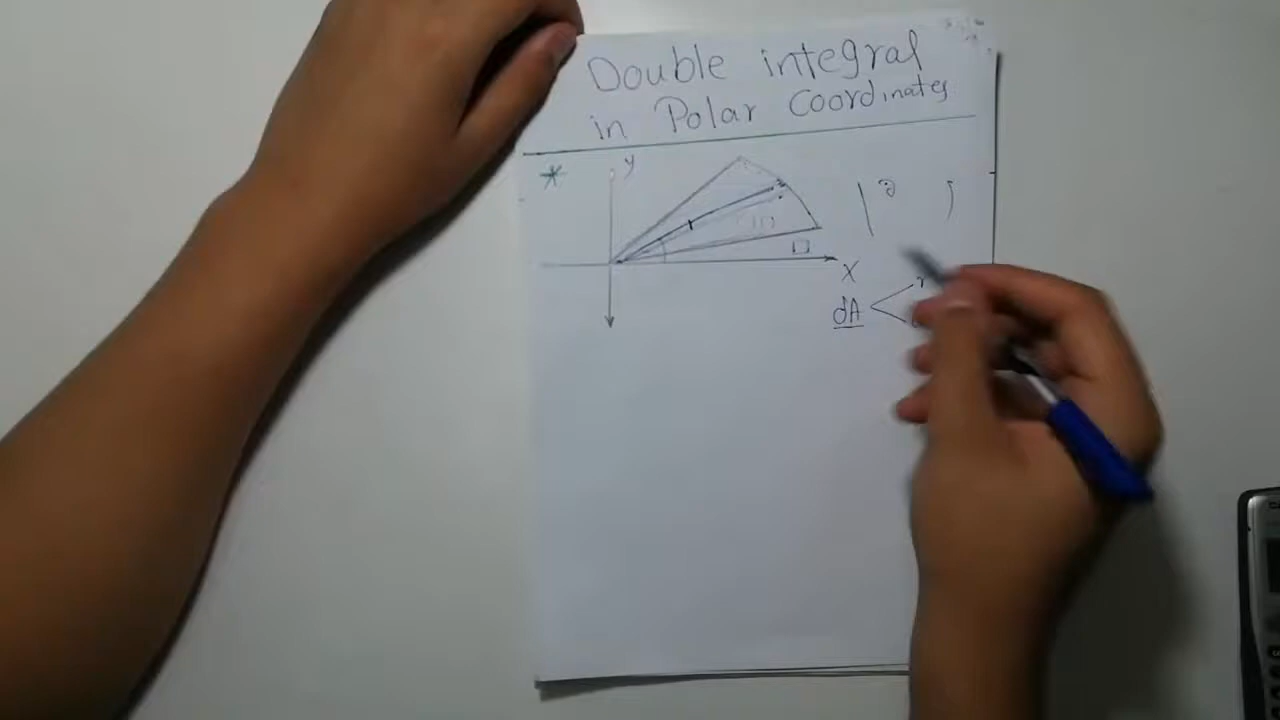 Double integral
in Polar Coordinates
*
y
x
dA